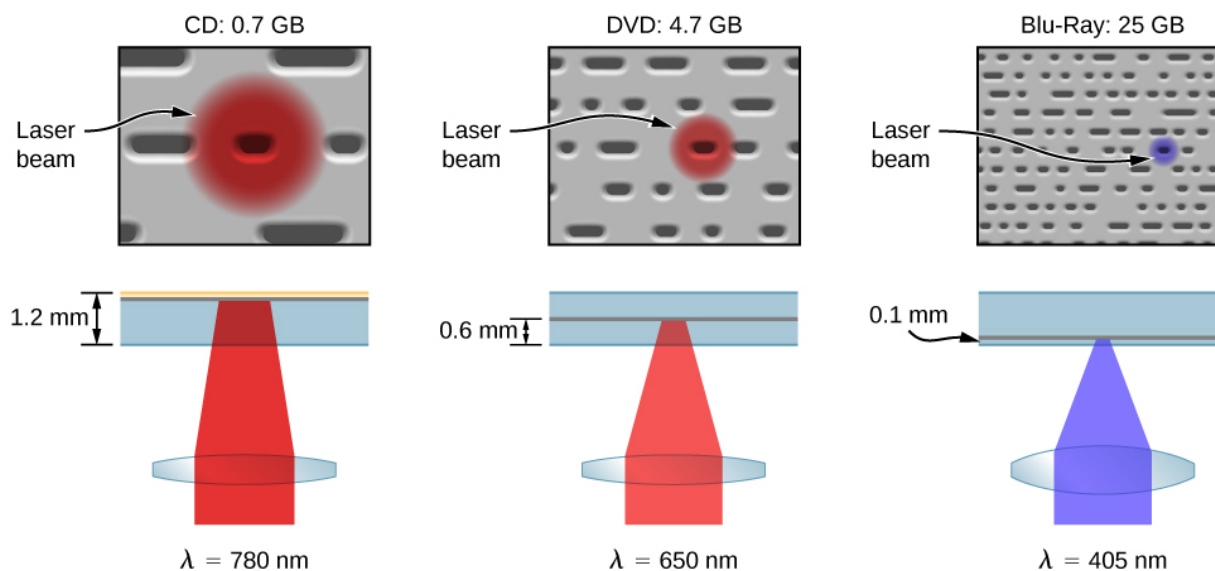 CD: 0.7 GB
DVD: 4.7 GB
Blu-Ray: 25 GB
Laser
beam
Laser
beam
Laser
beam
1.2 mm
0.6 mm
0.1 mm
λ = 780 nm
λ = 650 nm
λ = 405 nm